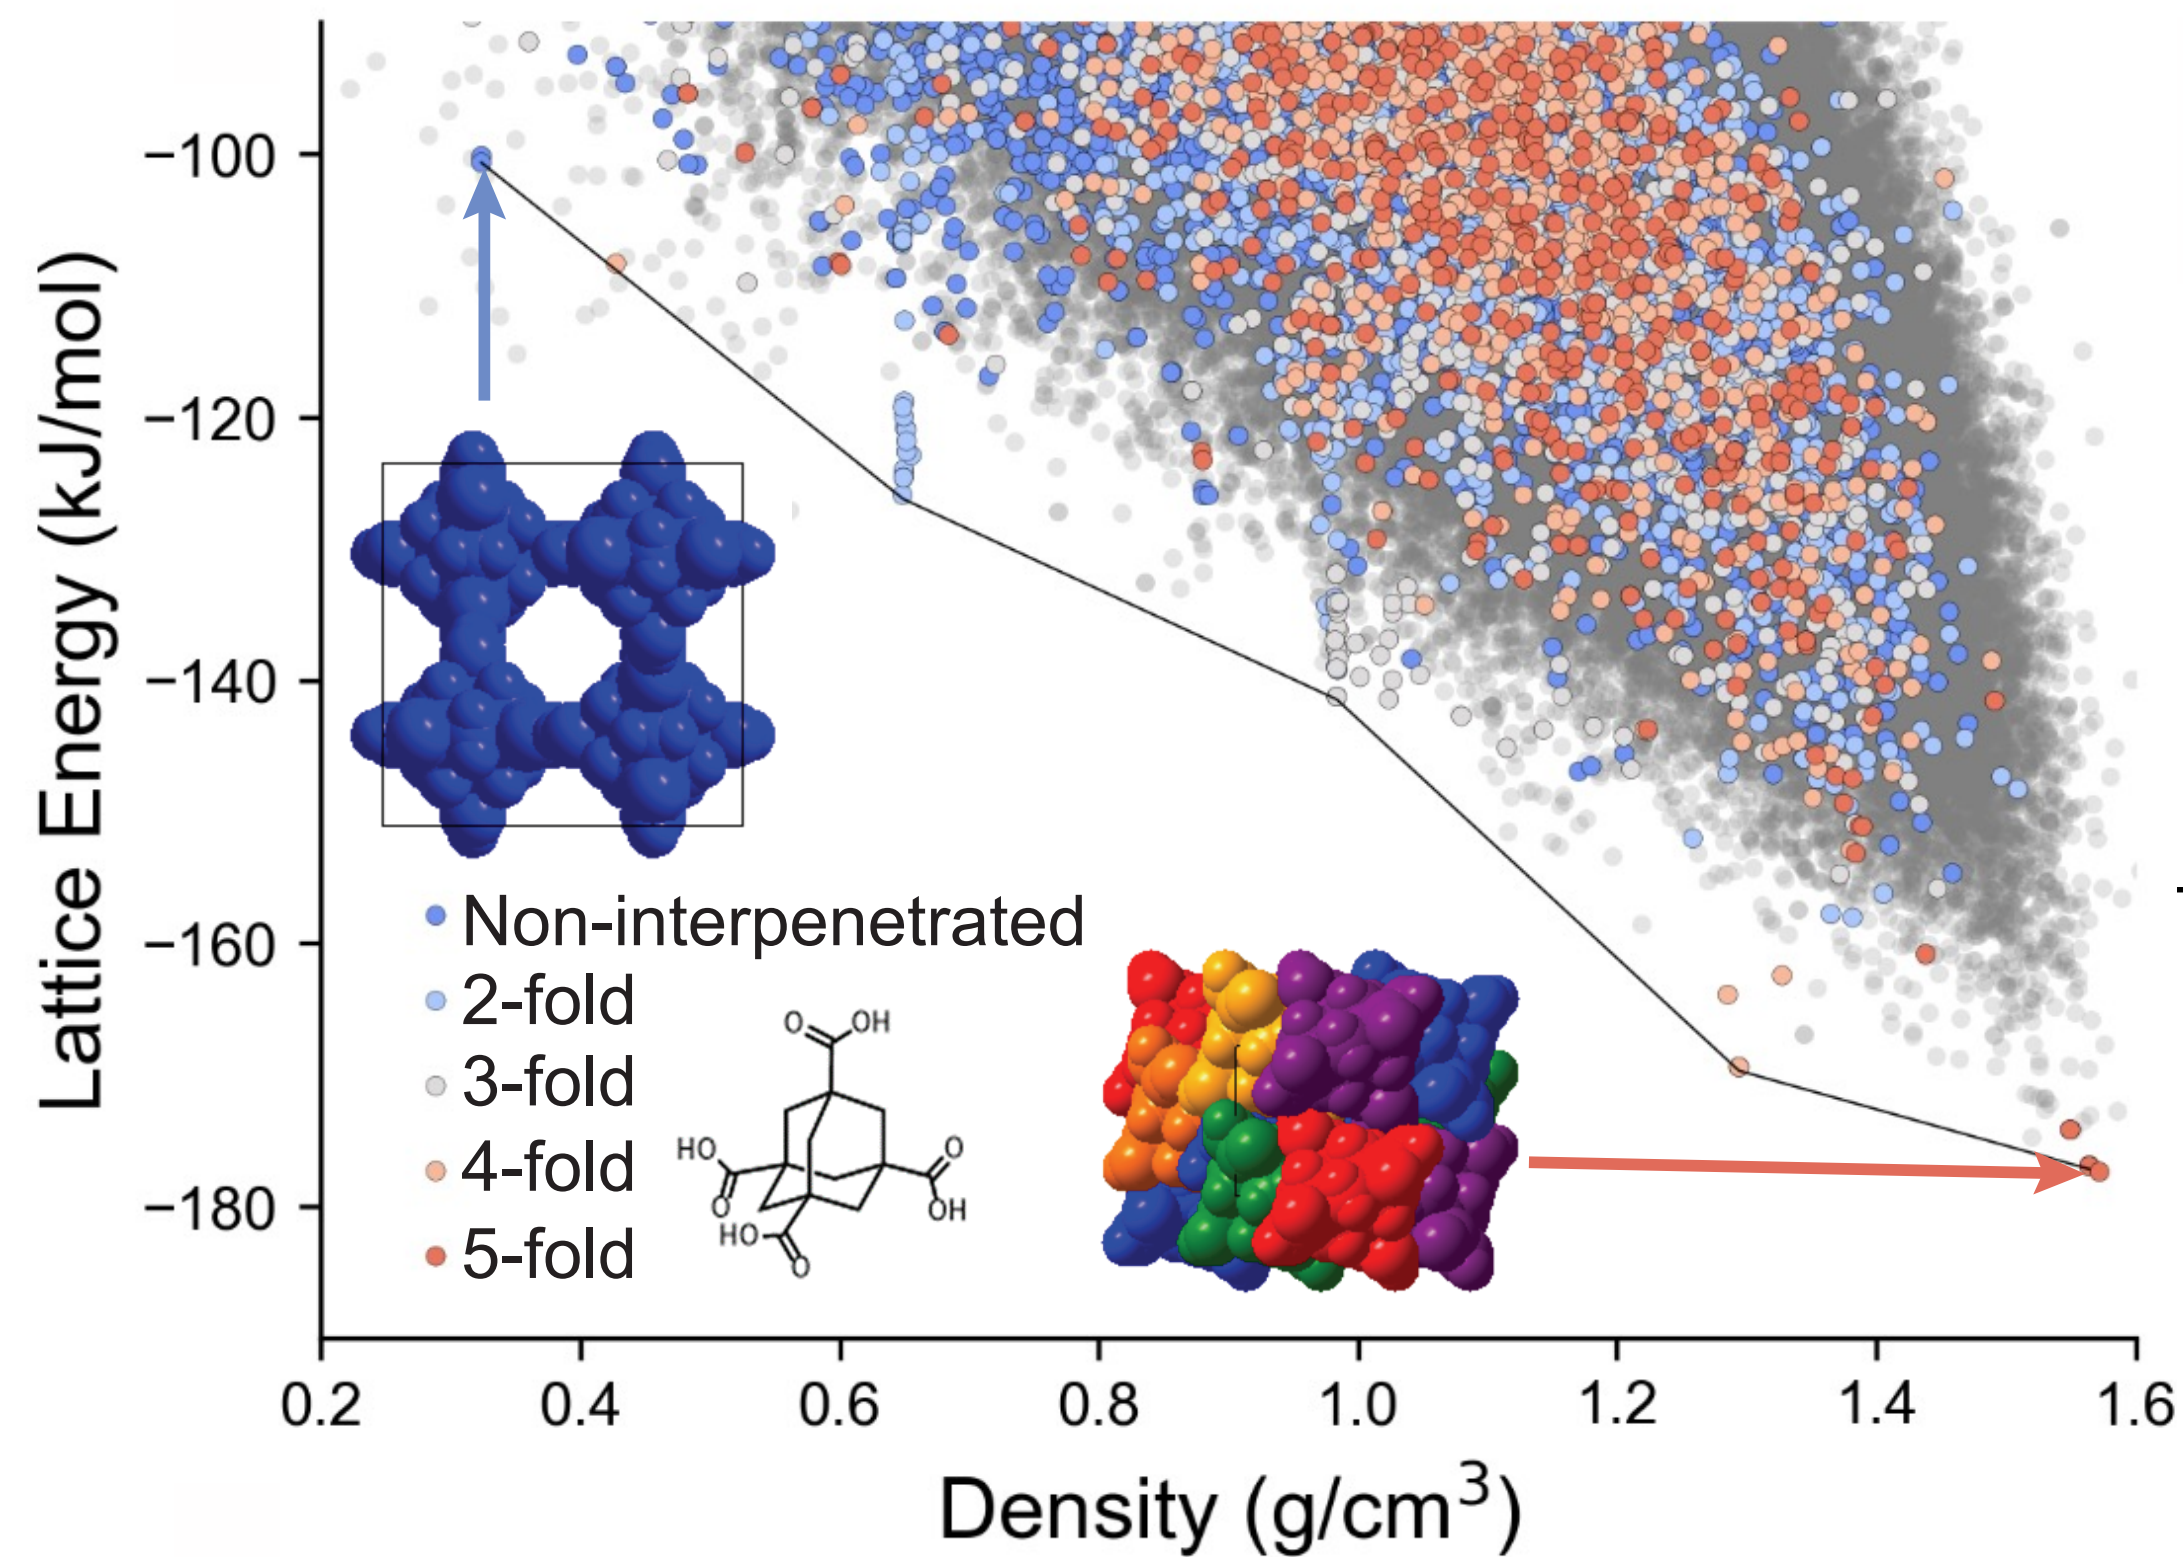 Lattice Energy (kJ/mol)
−100
−120
−140
−160
−180
Non-interpenetrated
2-fold
3-fold
4-fold
5-fold
O
OH
HO
O
O
OH
HO
O
0.2
0.4
0.6
0.8
1.0
1.2
1.4
1.6
Density (g/cm³)